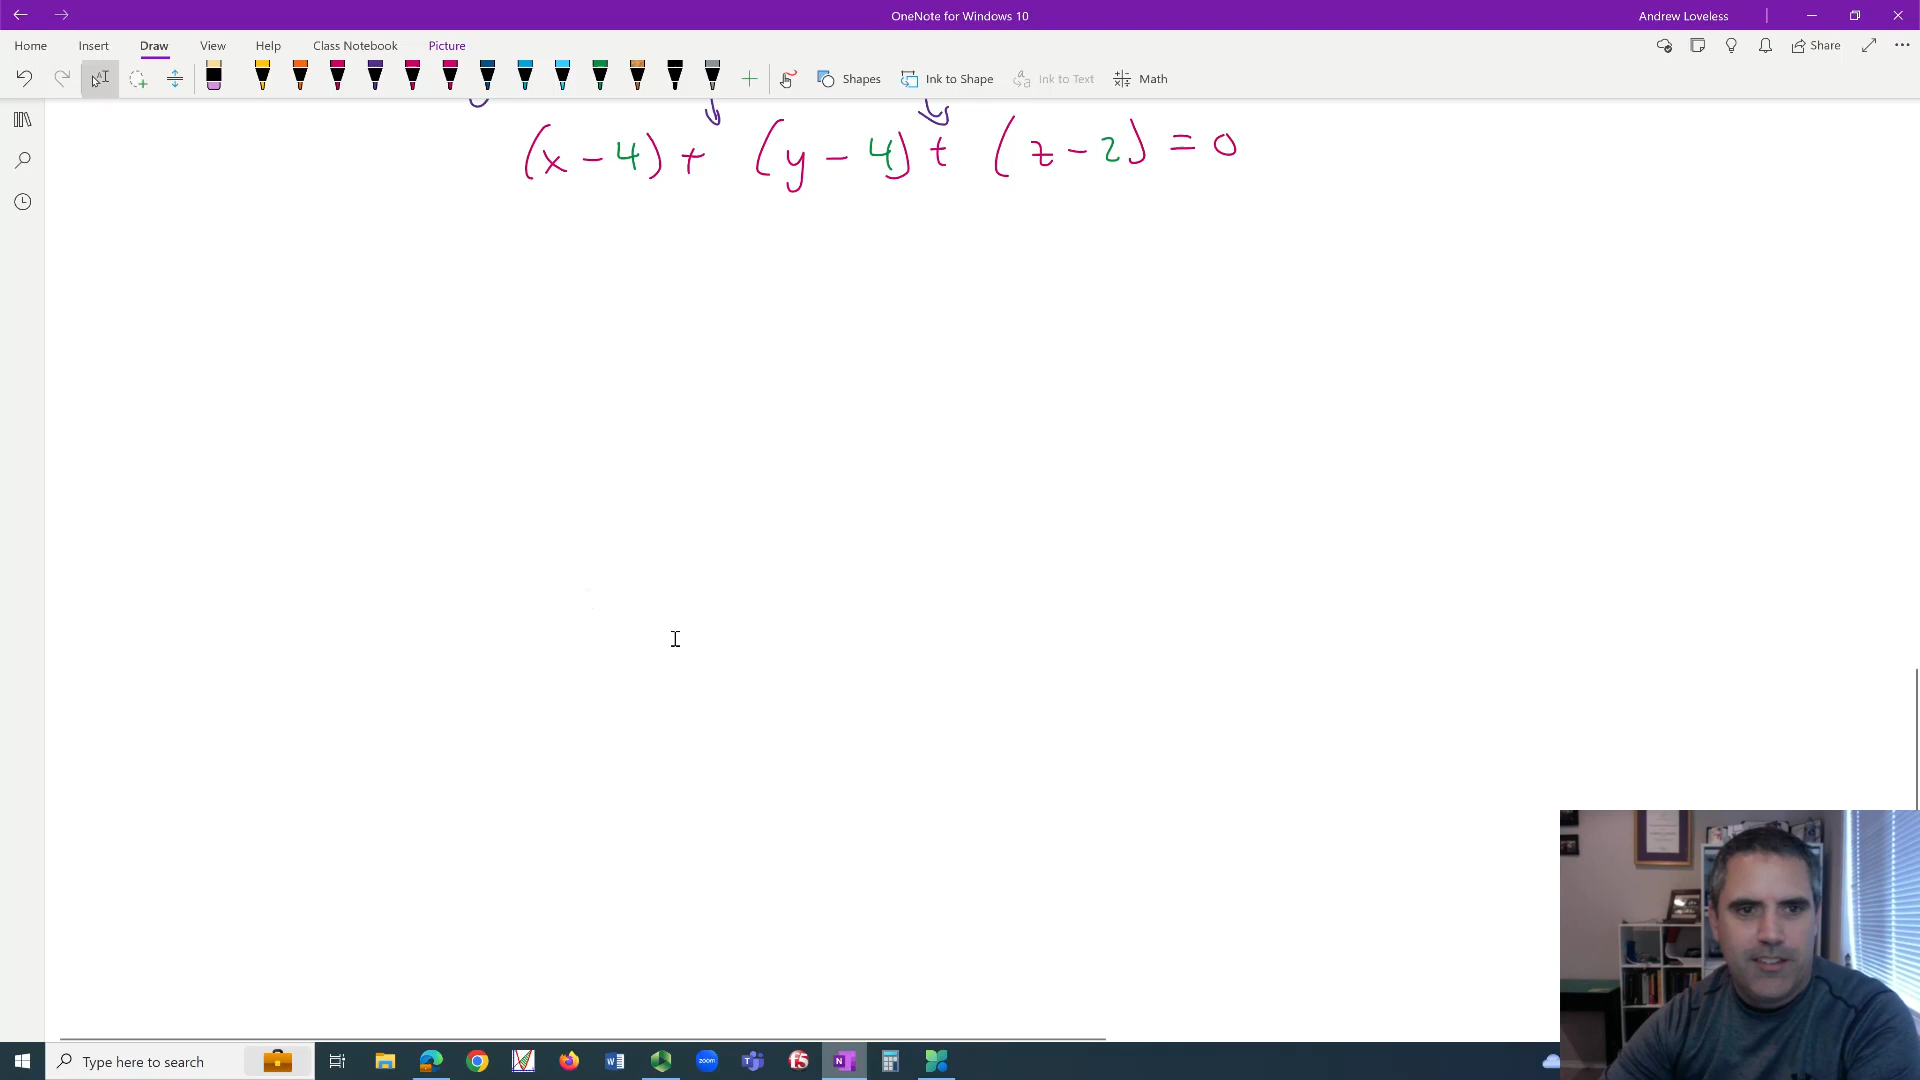 OneNote for Windows 10
Andrew Loveless
Home Insert Draw View Help Class Notebook Picture
Share
Shapes Ink to Shape Ink to Text Math
(x - 4) + (y - 4) + (z - 2) = 0
Type here to search